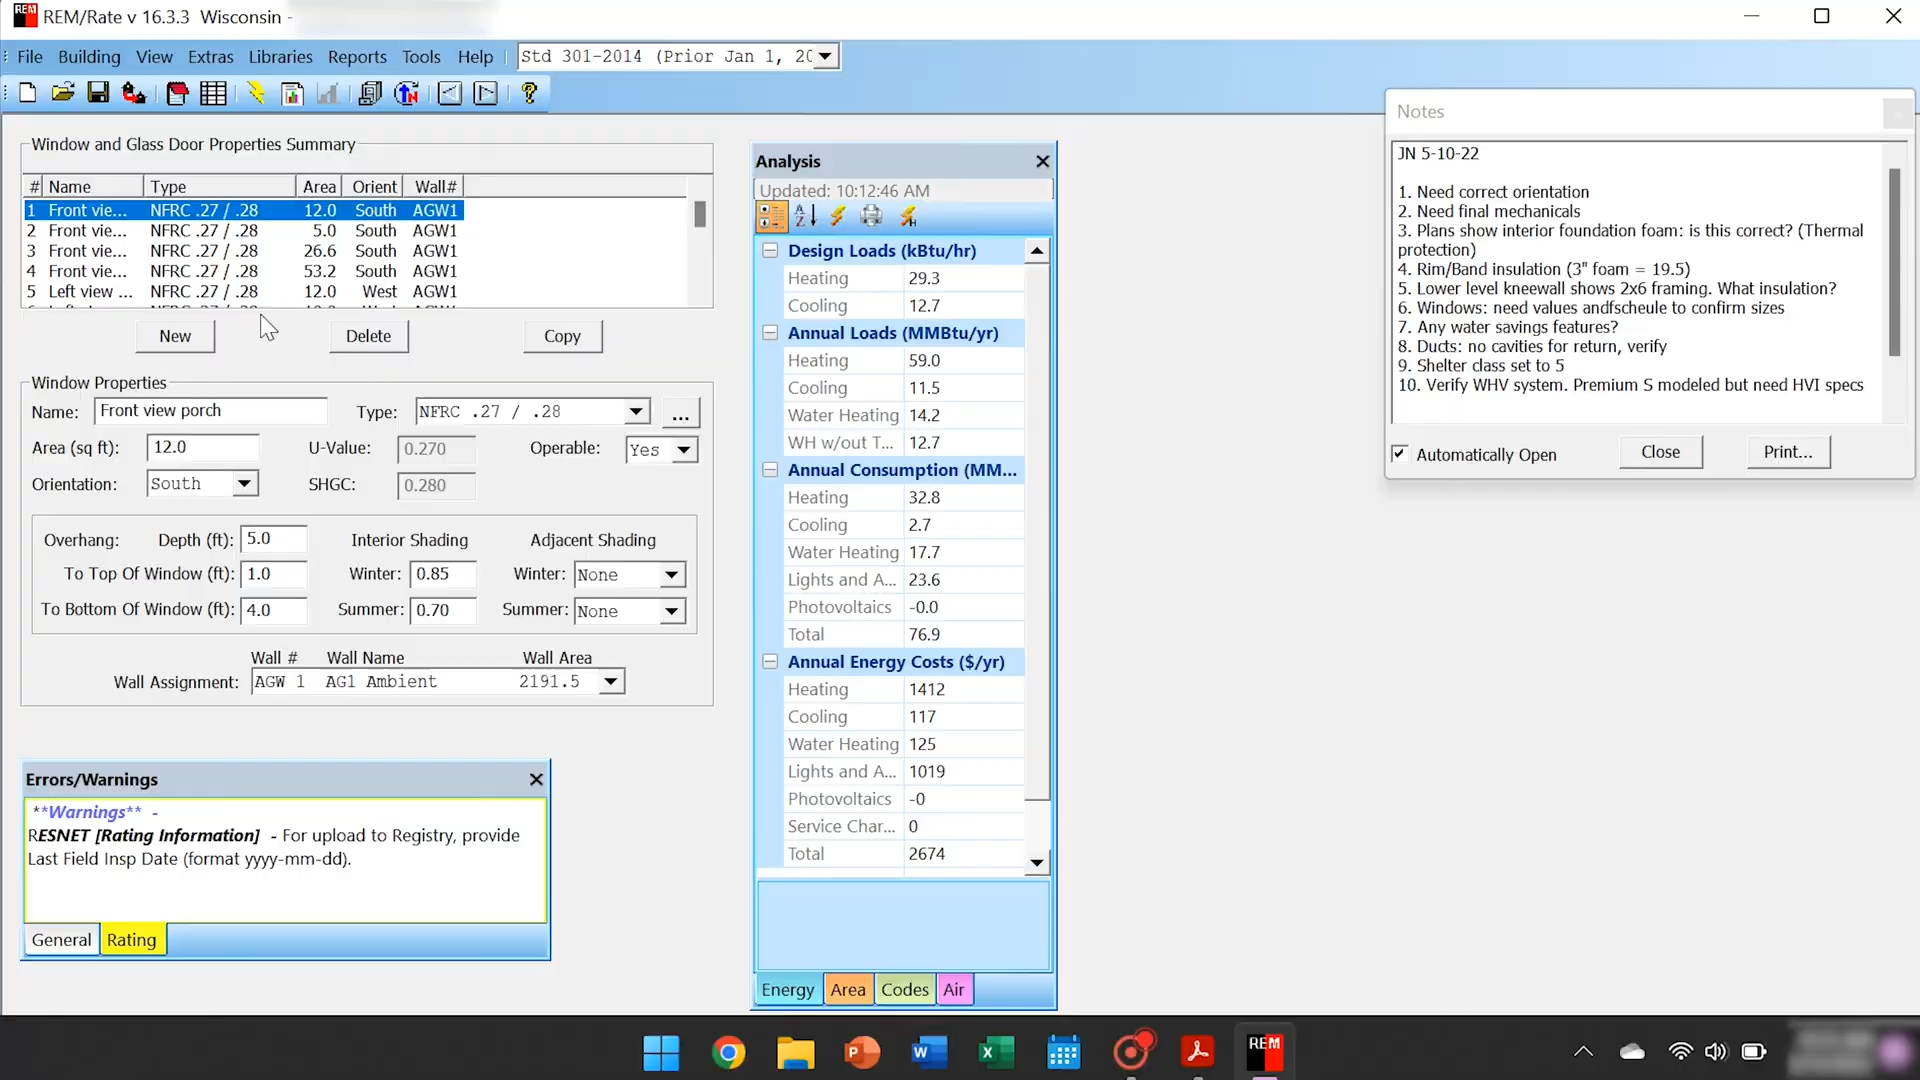 REM/Rate v 16.3.3 Wisconsin -
File Building View Extras Libraries Reports Tools Help Std 301-2014 (Prior Jan 1, 20
Window and Glass Door Properties Summary
# Name Type Area Orient Wall#
1 Front vie... NFRC .27 / .28 12.0 South AGW1
2 Front vie... NFRC .27 / .28 5.0 South AGW1
3 Front vie... NFRC .27 / .28 26.6 South AGW1
4 Front vie... NFRC .27 / .28 53.2 South AGW1
5 Left view ... NFRC .27 / .28 12.0 West AGW1
New Delete Copy
Window Properties
Name: Front view porch Type: NFRC .27 / .28 ...
Area (sq ft): 12.0 U-Value: 0.270 Operable: Yes
Orientation: South SHGC: 0.280
Overhang: Depth (ft): 5.0 Interior Shading Adjacent Shading
To Top Of Window (ft): 1.0 Winter: 0.85 Winter: None
To Bottom Of Window (ft): 4.0 Summer: 0.70 Summer: None
Wall # Wall Name Wall Area
Wall Assignment: AGW 1 AG1 Ambient 2191.5
Errors/Warnings
**Warnings** -
RESNET [Rating Information] - For upload to Registry, provide
Last Field Insp Date (format yyyy-mm-dd).
General Rating
Analysis
Updated: 10:12:46 AM
Design Loads (kBtu/hr)
Heating 29.3
Cooling 12.7
Annual Loads (MMBtu/yr)
Heating 59.0
Cooling 11.5
Water Heating 14.2
WH w/out T... 12.7
Annual Consumption (MM...
Heating 32.8
Cooling 2.7
Water Heating 17.7
Lights and A... 23.6
Photovoltaics -0.0
Total 76.9
Annual Energy Costs ($/yr)
Heating 1412
Cooling 117
Water Heating 125
Lights and A... 1019
Photovoltaics -0
Service Char... 0
Total 2674
Energy Area Codes Air
Notes
JN 5-10-22
1. Need correct orientation
2. Need final mechanicals
3. Plans show interior foundation foam: is this correct? (Thermal
protection)
4. Rim/Band insulation (3" foam = 19.5)
5. Lower level kneewall shows 2x6 framing. What insulation?
6. Windows: need values andfscheule to confirm sizes
7. Any water savings features?
8. Ducts: no cavities for return, verify
9. Shelter class set to 5
10. Verify WHV system. Premium S modeled but need HVI specs
Automatically Open Close Print...
REM